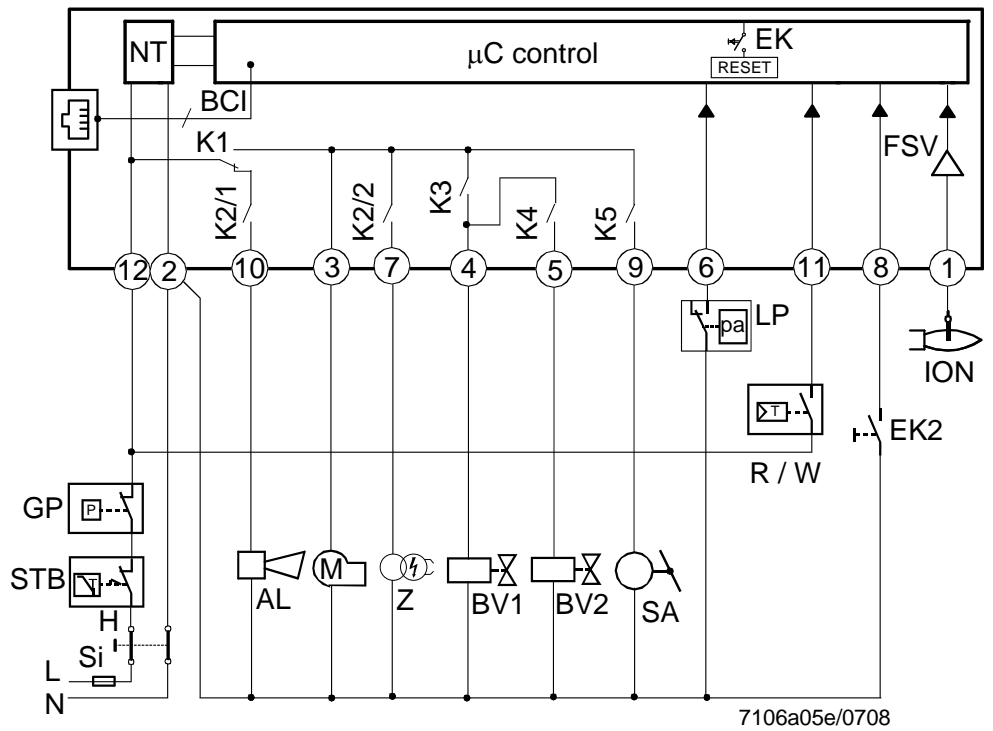 NT
μC control
EK
RESET
BCI
FSV
K1
K2/1
K2/2
K3
K4
K5
12
2
10
3
7
4
5
9
6
11
8
1
LP
pa
ION
T
EK2
R / W
GP
P
STB
T
AL
M
Z
BV1
BV2
SA
H
Si
L
N
7106a05e/0708